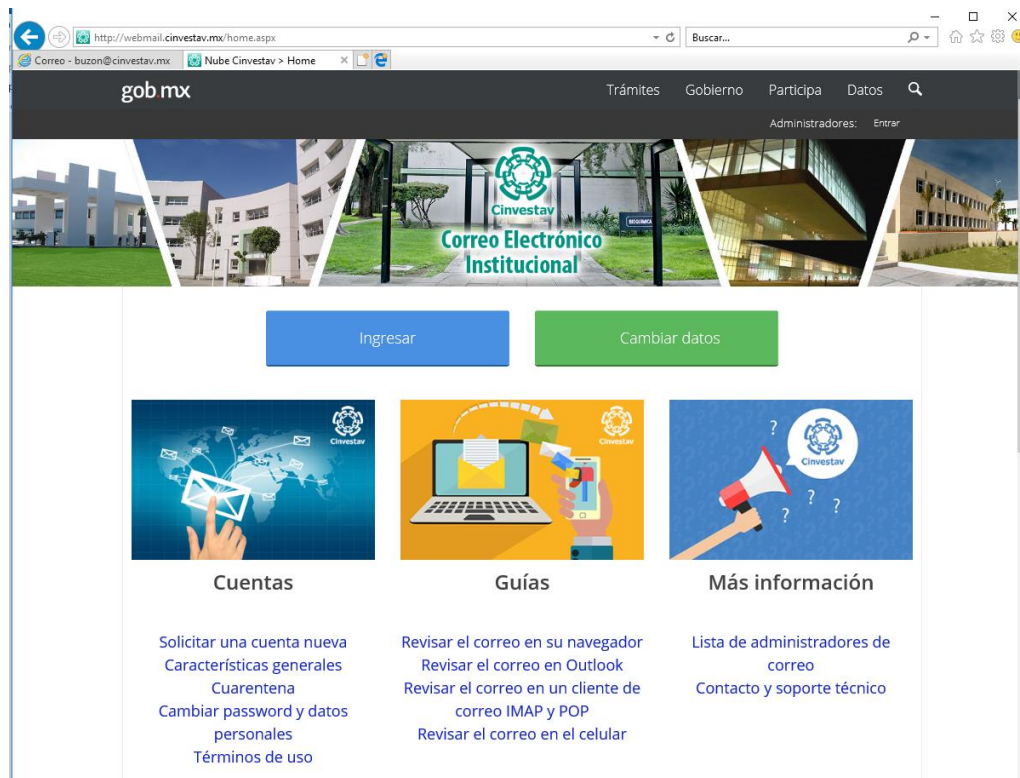 http://webmail.cinvestav.mx/home.aspx
Buscar...
Correo - buzon@cinvestav.mx
Nube Cinvestav > Home
gob.mx
Trámites Gobierno Participa Datos
Administradores: Entrar
Cinvestav
BIOQUIMICA
Correo Electrónico
Institucional
Ingresar
Cambiar datos
Cinvestav
Cinvestav
? Cinvestav ?
? ?
? ?
Cuentas
Solicitar una cuenta nueva
Características generales
Cuarentena
Cambiar password y datos
personales
Términos de uso
Guías
Revisar el correo en su navegador
Revisar el correo en Outlook
Revisar el correo en un cliente de
correo IMAP y POP
Revisar el correo en el celular
Más información
Lista de administradores de
correo
Contacto y soporte técnico